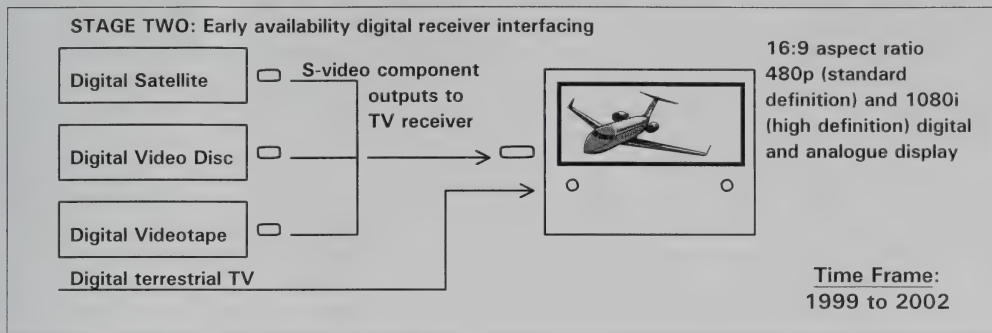 STAGE TWO: Early availability digital receiver interfacing
Digital Satellite
S-video component
outputs to
TV receiver
Digital Video Disc
Digital Videotape
Digital terrestrial TV
16:9 aspect ratio
480p (standard
definition) and 1080i
(high definition) digital
and analogue display
Time Frame:
1999 to 2002